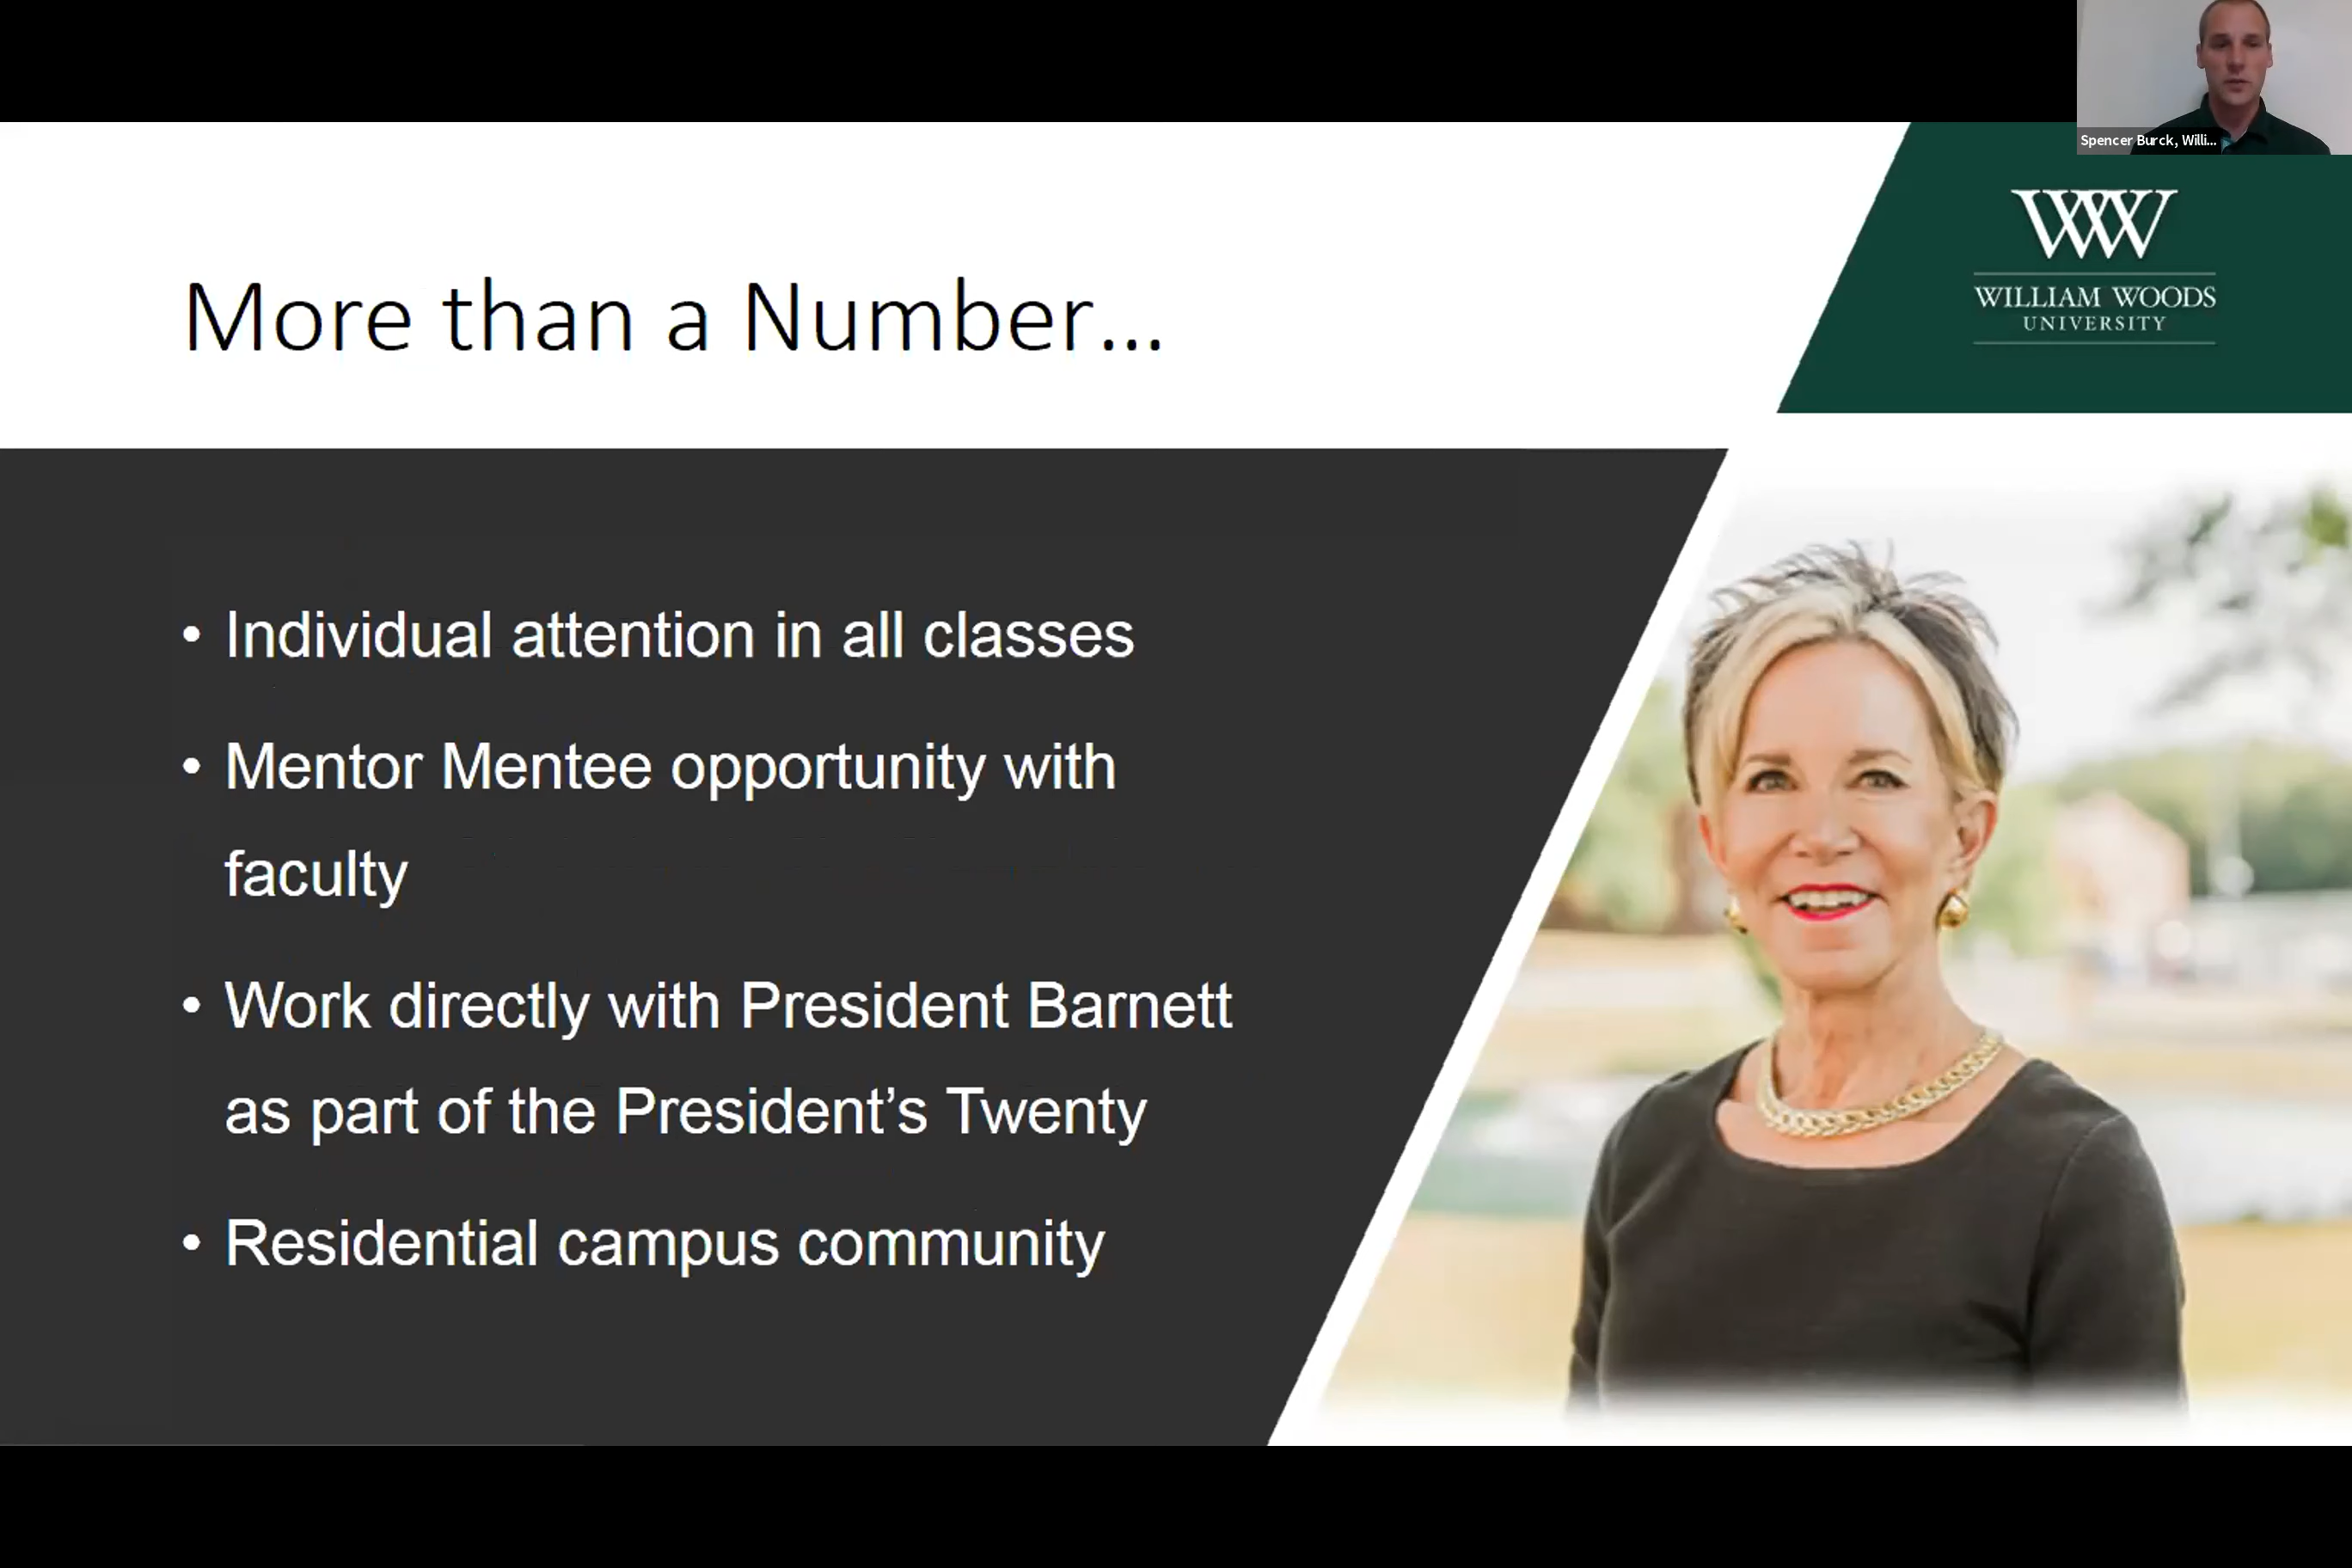 Spencer Burck, Willi...
WW
WILLIAM WOODS
UNIVERSITY
More than a Number...
• Individual attention in all classes
• Mentor Mentee opportunity with
faculty
• Work directly with President Barnett
as part of the President’s Twenty
• Residential campus community